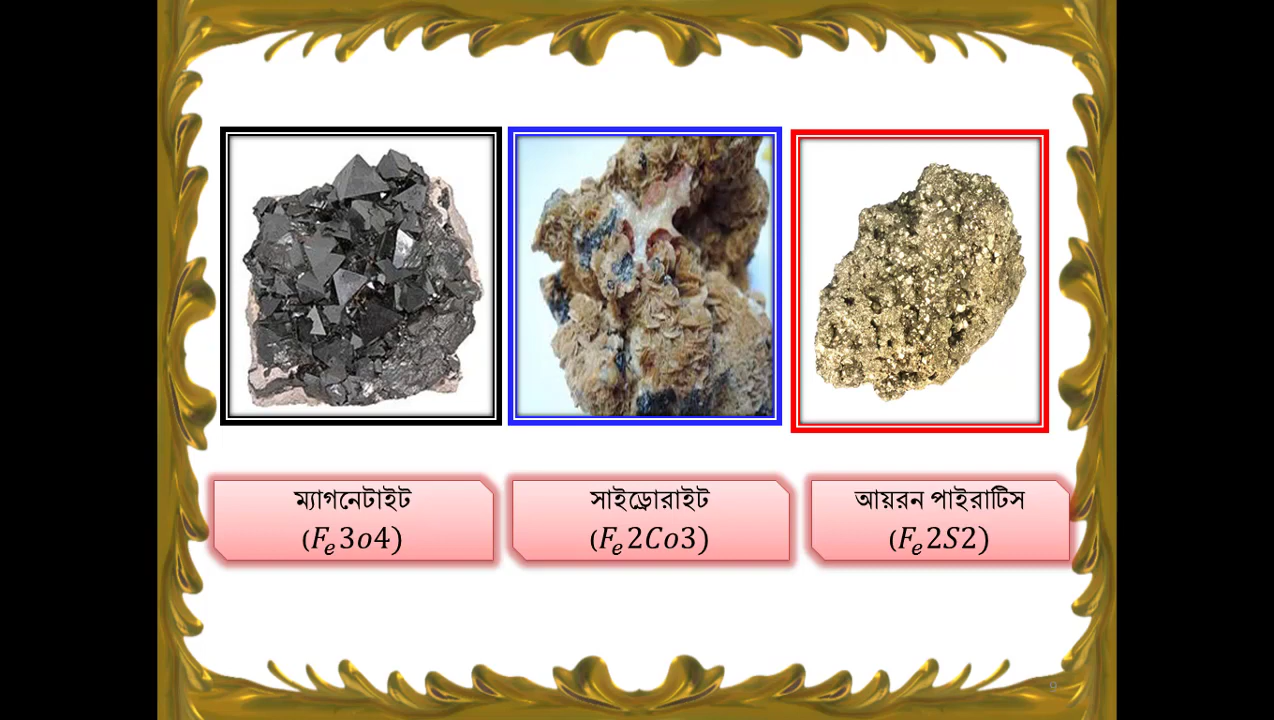 ম্যাগনেটাইট
(Fe3o4)
সাইড্রোরাইট
(Fe2Co3)
আয়রন পাইরাটিস
(Fe2S2)